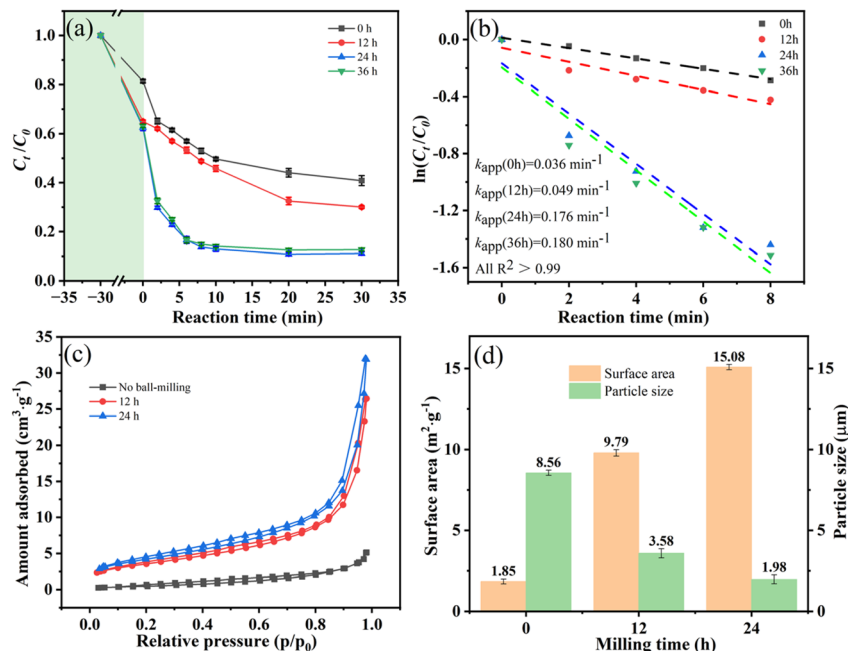 (a)
0 h
12 h
24 h
36 h
Cₜ/C₀
1.0
0.8
0.6
0.4
0.2
0.0
−35 −30 0 5 10 15 20 25 30 35
Reaction time (min)
(b)
0h
12h
24h
36h
ln(Cₜ/C₀)
0.0
-0.4
-0.8
-1.2
-1.6
k_app(0h)=0.036 min⁻¹
k_app(12h)=0.049 min⁻¹
k_app(24h)=0.176 min⁻¹
k_app(36h)=0.180 min⁻¹
All R² > 0.99
0 2 4 6 8
Reaction time (min)
(c)
No ball-milling
12 h
24 h
Amount adsorbed (cm³·g⁻¹)
40
35
30
25
20
15
10
5
0
0.0 0.2 0.4 0.6 0.8 1.0
Relative pressure (p/p₀)
(d)
Surface area
Particle size
Surface area (m²·g⁻¹)
15
10
5
0
1.85
8.56
9.79
3.58
15.08
1.98
15
10
5
0
Particle size (μm)
0 12 24
Milling time (h)